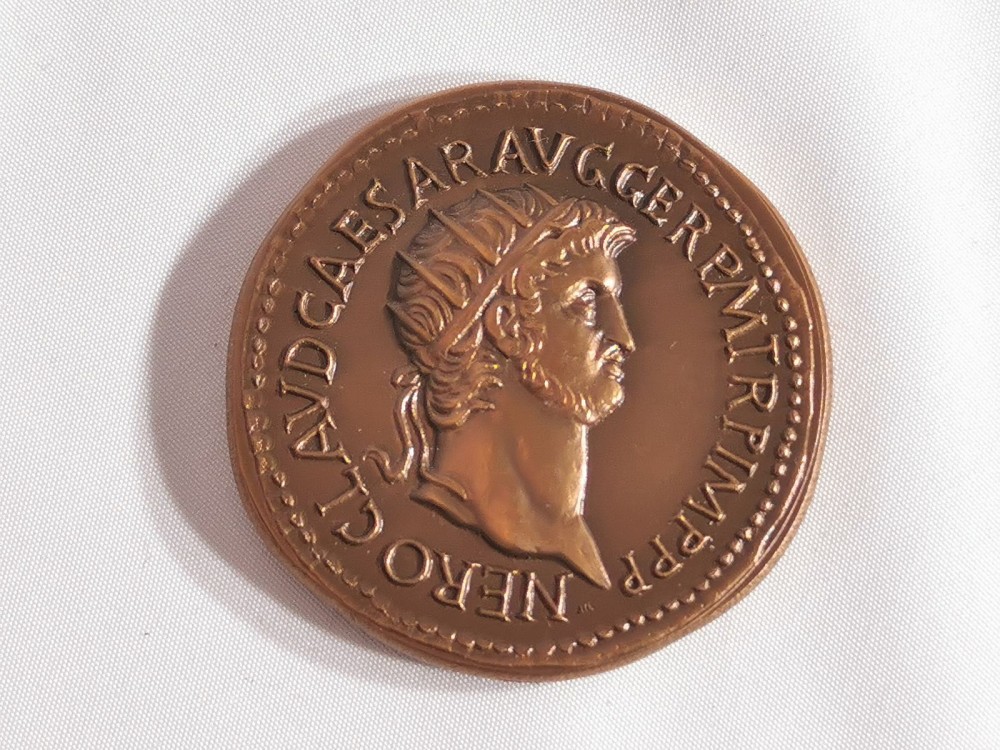 NERO CLAVD CAESAR AVG GER P M TR P IMP P P